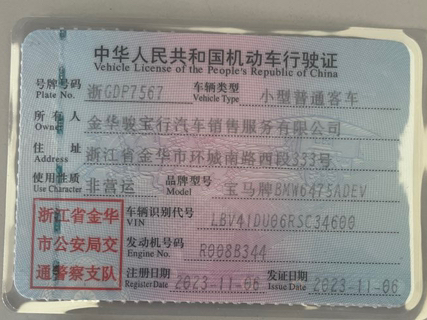 中华人民共和国机动车行驶证
Vehicle License of the People's Republic of China
号牌号码 浙GDP7567 车辆类型 小型普通客车
Plate No. Vehicle Type
所有人 金华骏宝行汽车销售服务有限公司
Owner
住址 浙江省金华市环城南路西段333号
Address
使用性质 非营运 品牌型号 宝马牌BMW6475ADEV
Use Character Model
浙江省金华
市公安局交
通警察支队
车辆识别代号 LBV41DU06RSC34600
VIN
发动机号码 R008B344
Engine No.
注册日期 2023-11-06 发证日期 2023-11-06
Register Date Issue Date